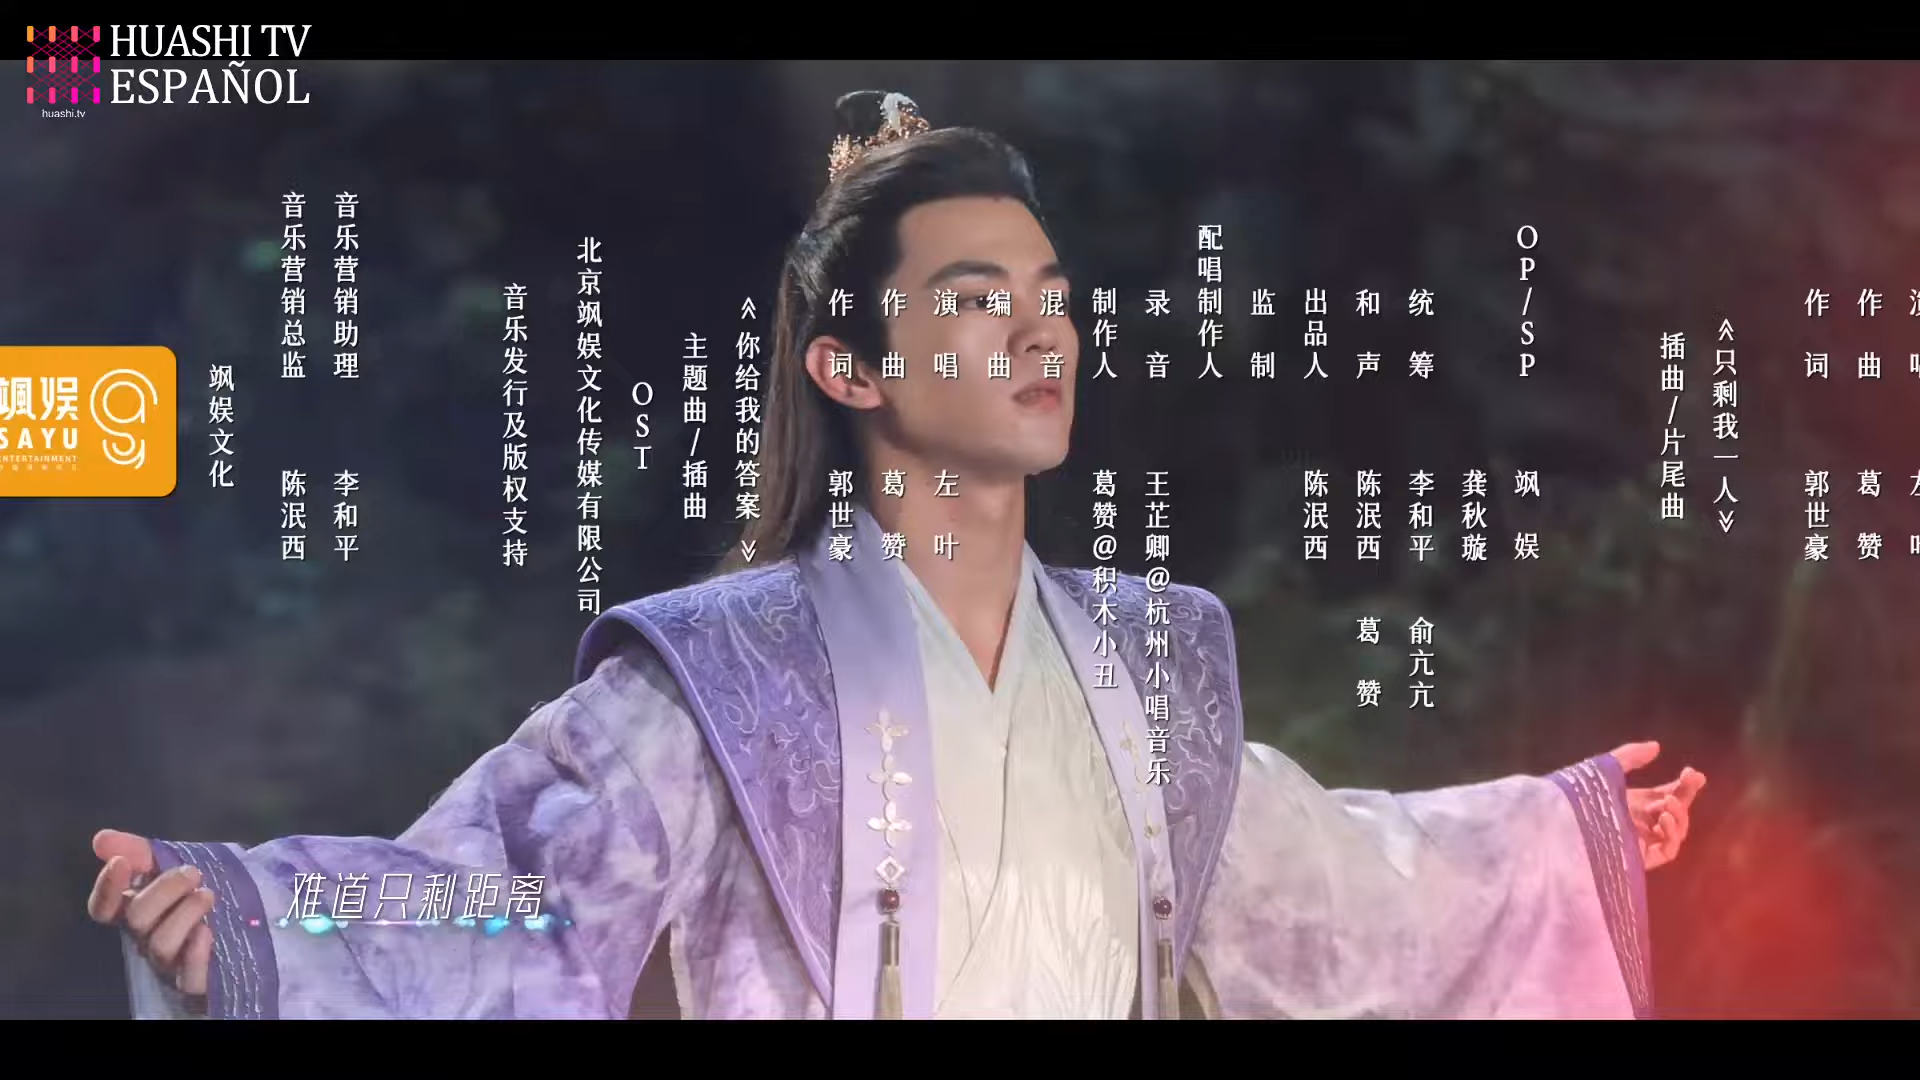 HUASHI TV
ESPAÑOL
huashi.tv
飒娱
SAYU
ENTERTAINMENT
飒娱文化
音乐营销总监 陈泯西
音乐营销助理 李和平
音乐发行及版权支持
北京飒娱文化传媒有限公司
OST
主题曲/插曲
《你给我的答案》
作词 郭世豪
作曲 葛赞
演唱 左叶
编曲
混音
制作人 葛赞@积木小丑
录音 王芷卿@杭州小唱音乐
配唱制作人
监制
出品人 陈泯西
和声 陈泯西 葛赞
统筹 李和平 俞亢亢
龚秋璇
OP/SP 飒娱
插曲/片尾曲
《只剩我一人》
作词 郭世豪
作曲 葛赞
难道只剩距离